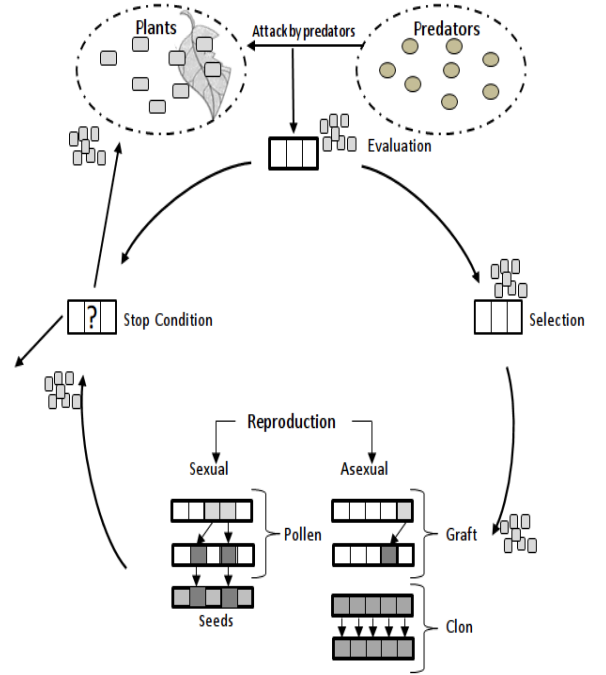 Plants
Attack by predators
Predators
Evaluation
?
Stop Condition
Selection
Reproduction
Sexual
Asexual
Pollen
Graft
Seeds
Clon